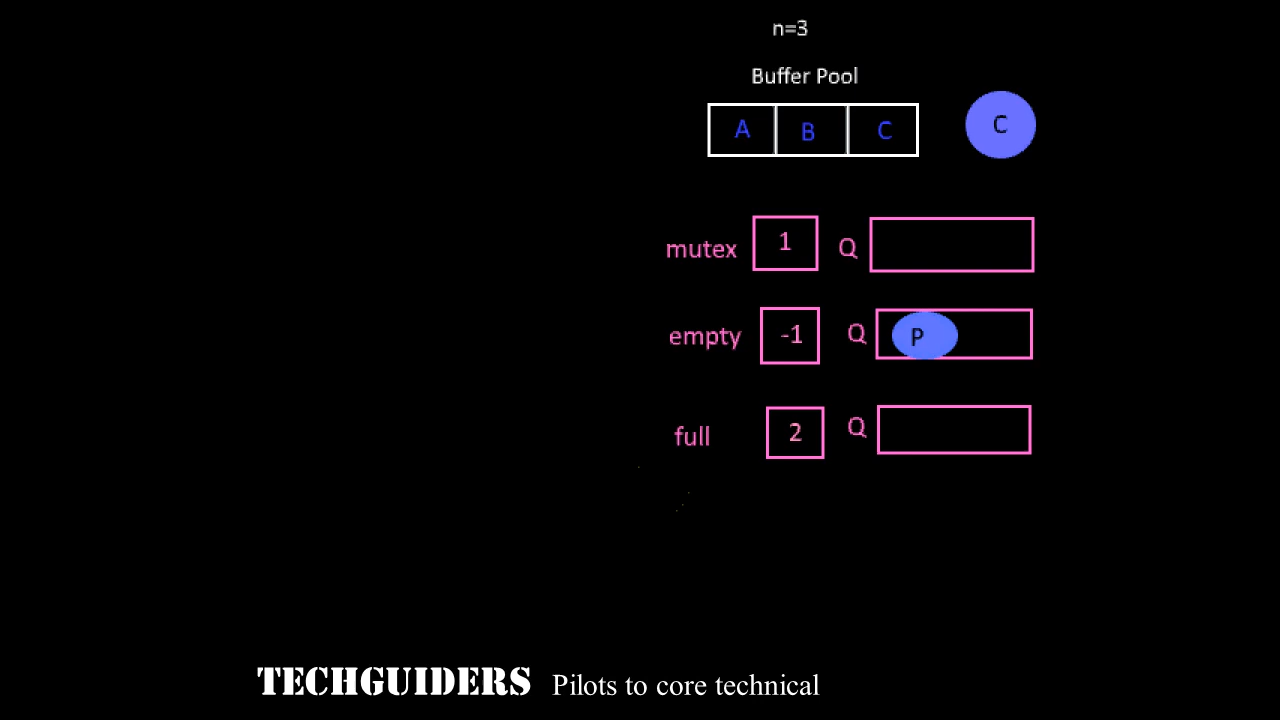 n=3
Buffer Pool
A B C C
mutex 1 Q
empty -1 Q P
full 2 Q
TECHGUIDERS Pilots to core technical